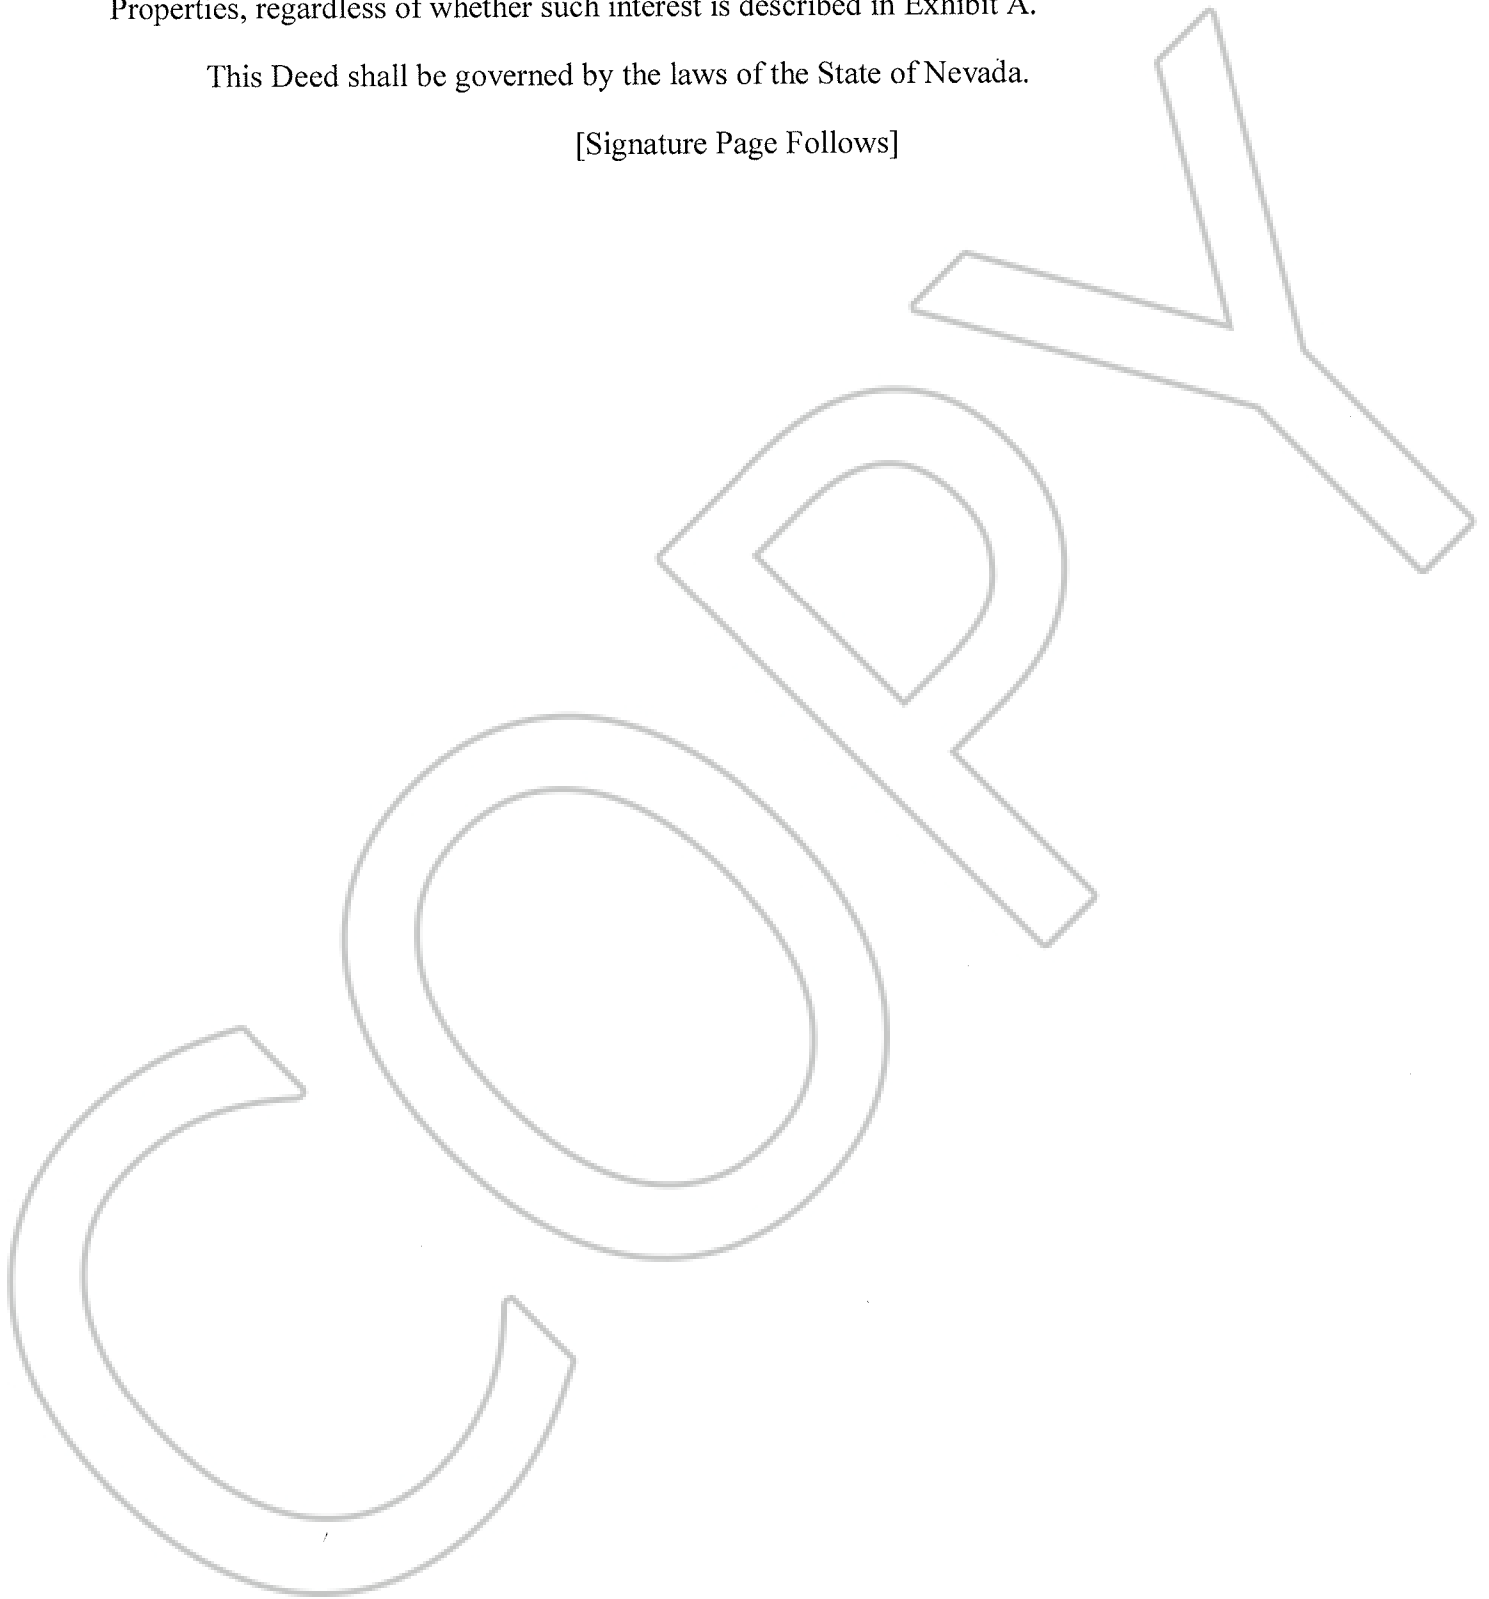 Properties, regardless of whether such interest is described in Exhibit A.
This Deed shall be governed by the laws of the State of Nevada.
[Signature Page Follows]
COPY